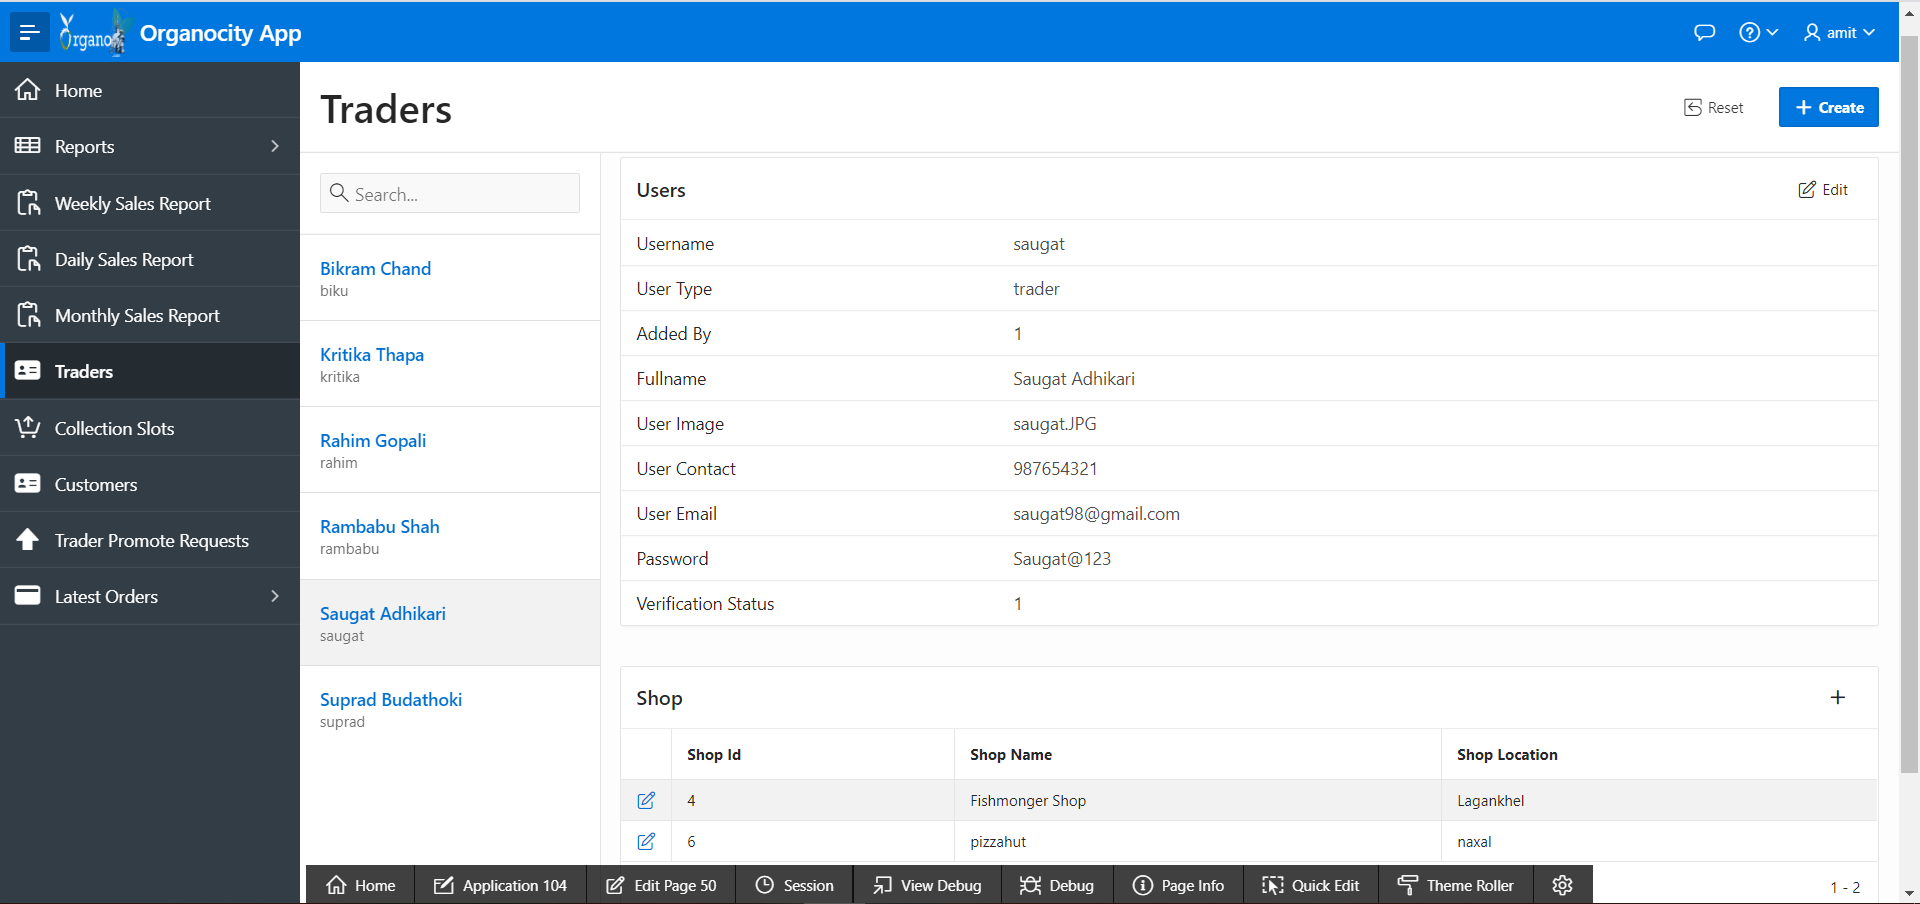 Organo
Organocity App
amit
Home
Reports
Weekly Sales Report
Daily Sales Report
Monthly Sales Report
Traders
Collection Slots
Customers
Trader Promote Requests
Latest Orders
Traders
Reset
Create
Search...
Bikram Chand
biku
Kritika Thapa
kritika
Rahim Gopali
rahim
Rambabu Shah
rambabu
Saugat Adhikari
saugat
Suprad Budathoki
suprad
Users
Edit
Username saugat
User Type trader
Added By 1
Fullname Saugat Adhikari
User Image saugat.JPG
User Contact 987654321
User Email saugat98@gmail.com
Password Saugat@123
Verification Status 1
Shop
Shop Id Shop Name Shop Location
4 Fishmonger Shop Lagankhel
6 pizzahut naxal
1 - 2
Home Application 104 Edit Page 50 Session View Debug Debug Page Info Quick Edit Theme Roller